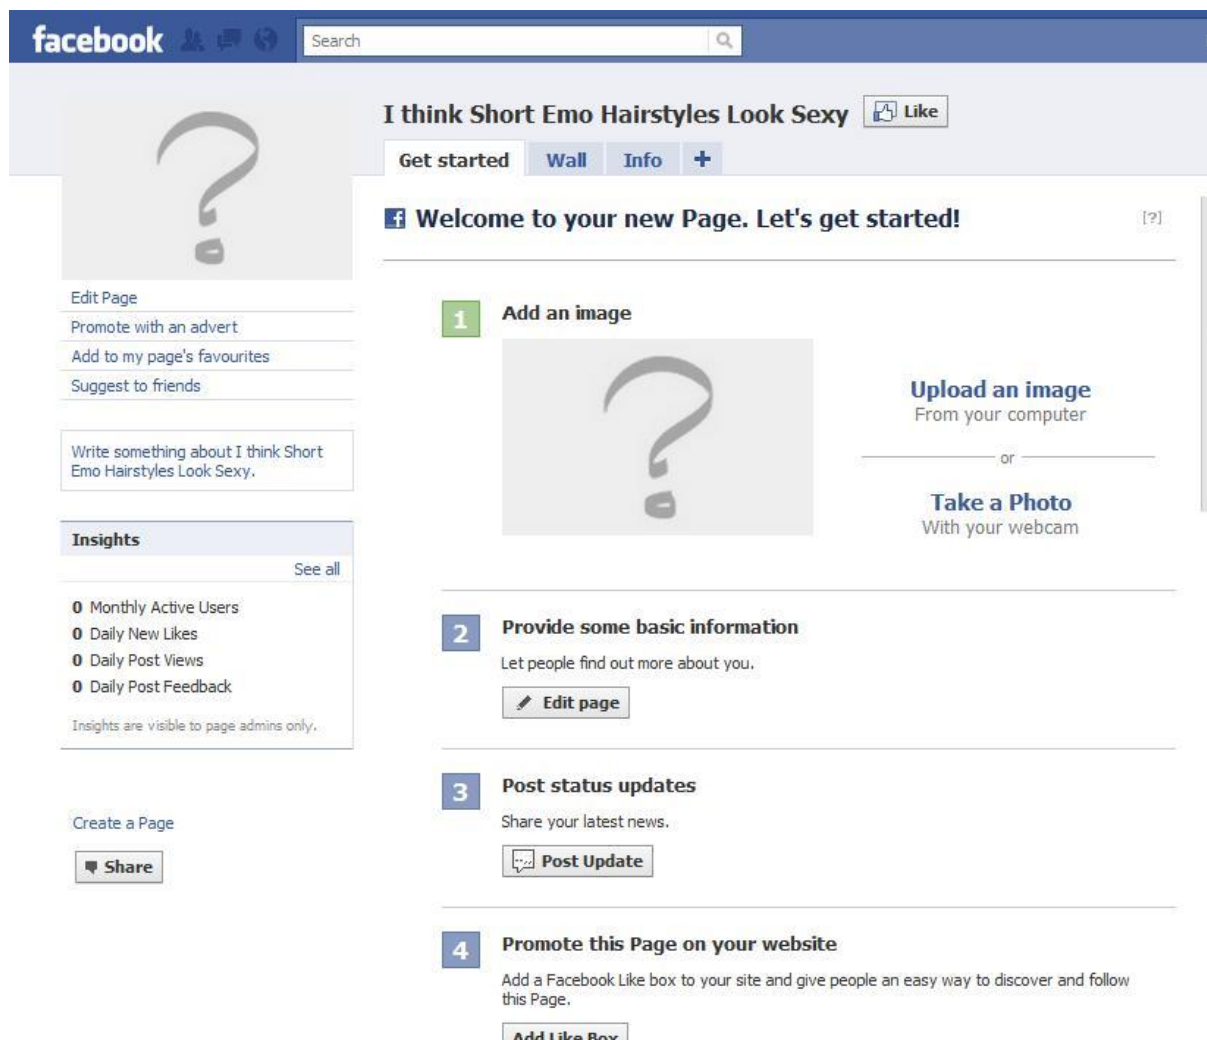 facebook
Search
I think Short Emo Hairstyles Look Sexy
Like
Get started
Wall
Info
+
Welcome to your new Page. Let's get started!
[?]
Edit Page
Promote with an advert
Add to my page's favourites
Suggest to friends
Write something about I think Short
Emo Hairstyles Look Sexy.
Insights
See all
0 Monthly Active Users
0 Daily New Likes
0 Daily Post Views
0 Daily Post Feedback
Insights are visible to page admins only.
Create a Page
Share
1
Add an image
Upload an image
From your computer
or
Take a Photo
With your webcam
2
Provide some basic information
Let people find out more about you.
Edit page
3
Post status updates
Share your latest news.
Post Update
4
Promote this Page on your website
Add a Facebook Like box to your site and give people an easy way to discover and follow
this Page.
Add Like Box